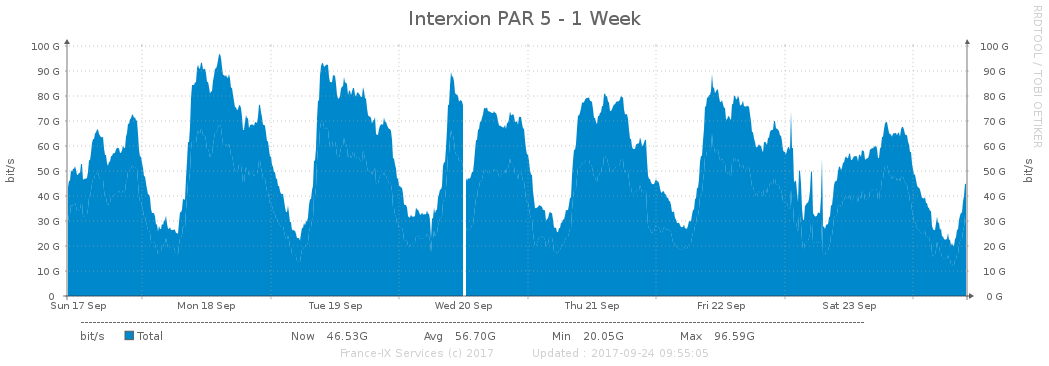 Interxion PAR 5 - 1 Week
RRDTOOL / TOBI OETIKER
bit/s
bit/s
100 G 100 G
90 G 90 G
80 G 80 G
70 G 70 G
60 G 60 G
50 G 50 G
40 G 40 G
30 G 30 G
20 G 20 G
10 G 10 G
0 0 G
Sun 17 Sep Mon 18 Sep Tue 19 Sep Wed 20 Sep Thu 21 Sep Fri 22 Sep Sat 23 Sep
bit/s Total Now 46.53G Avg 56.70G Min 20.05G Max 96.59G
France-IX Services (c) 2017 Updated : 2017-09-24 09:55:05